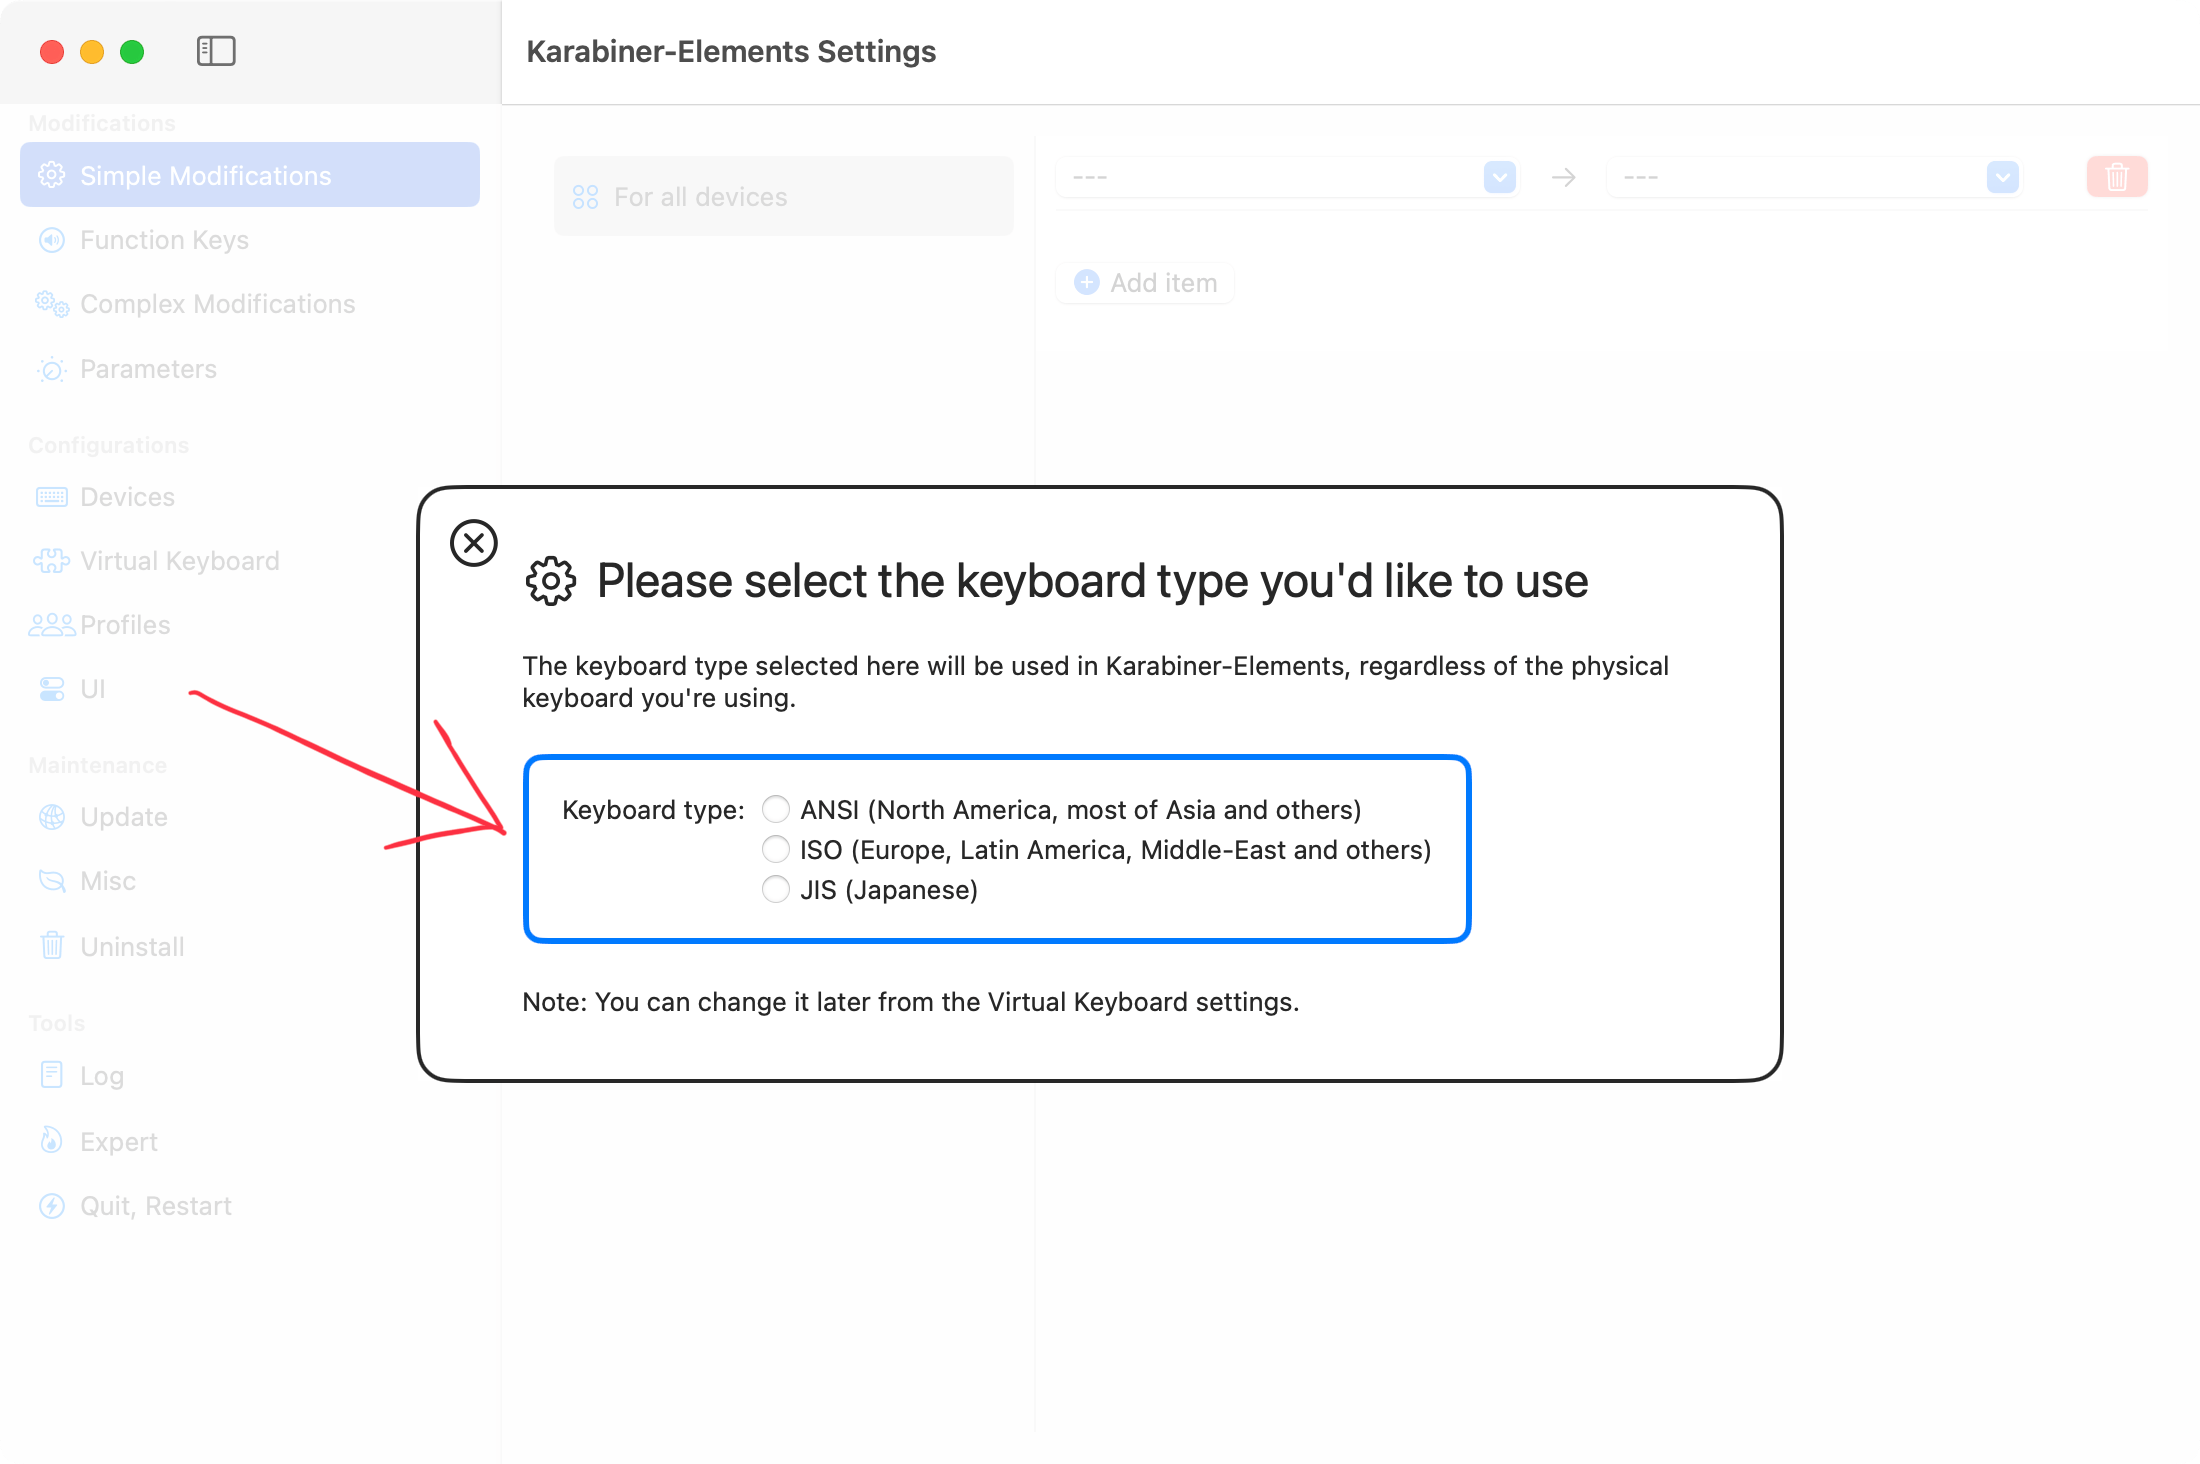 Karabiner-Elements Settings
Modifications
Simple Modifications
Function Keys
Complex Modifications
Parameters
Configurations
Devices
Virtual Keyboard
Profiles
UI
Maintenance
Update
Misc
Uninstall
Tools
Log
Expert
Quit, Restart
For all devices
---
---
Add item
Please select the keyboard type you'd like to use
The keyboard type selected here will be used in Karabiner-Elements, regardless of the physical
keyboard you're using.
Keyboard type: ANSI (North America, most of Asia and others)
ISO (Europe, Latin America, Middle-East and others)
JIS (Japanese)
Note: You can change it later from the Virtual Keyboard settings.